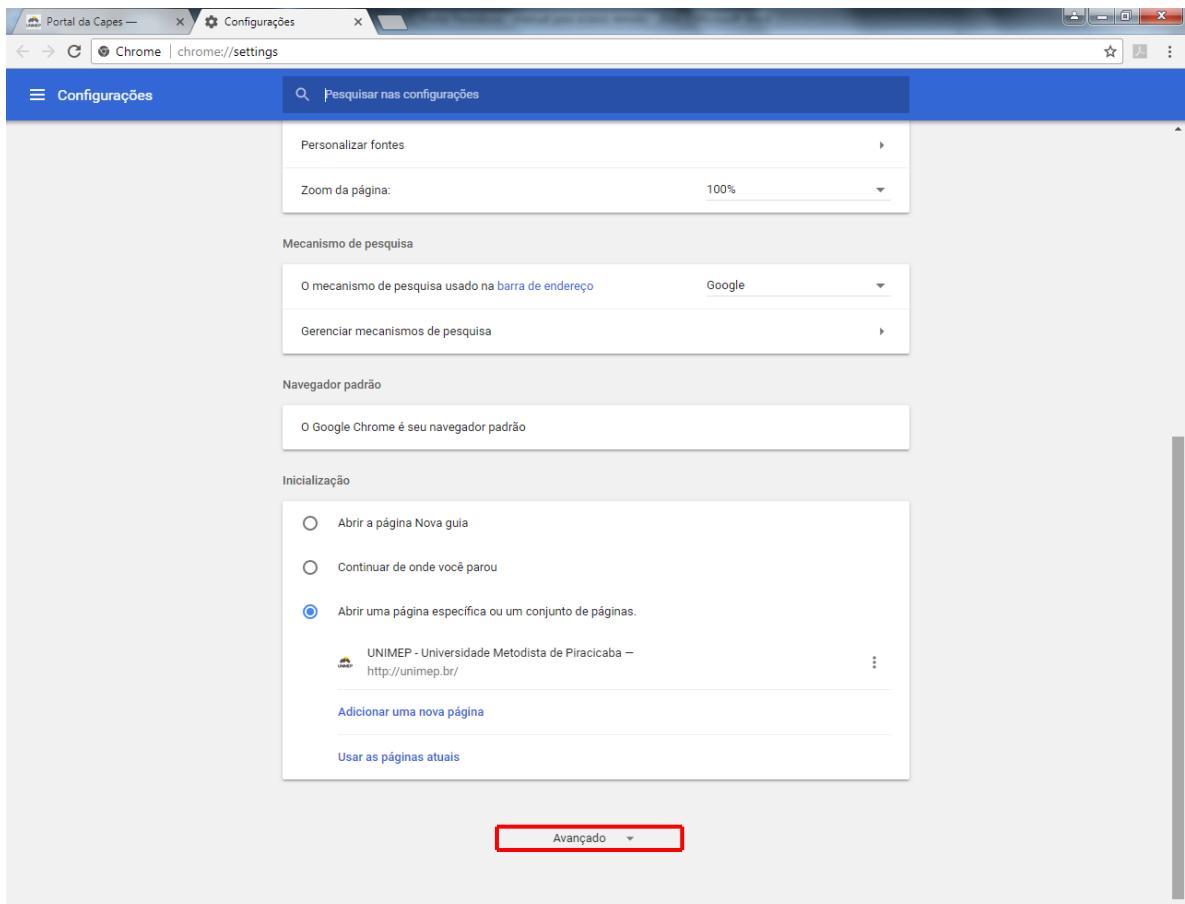 Portal da Capes —
Configurações
Chrome | chrome://settings
Configurações
Pesquisar nas configurações
Personalizar fontes
Zoom da página: 100%
Mecanismo de pesquisa
O mecanismo de pesquisa usado na barra de endereço Google
Gerenciar mecanismos de pesquisa
Navegador padrão
O Google Chrome é seu navegador padrão
Inicialização
Abrir a página Nova guia
Continuar de onde você parou
Abrir uma página específica ou um conjunto de páginas.
UNIMEP - Universidade Metodista de Piracicaba —
http://unimep.br/
Adicionar uma nova página
Usar as páginas atuais
Avançado